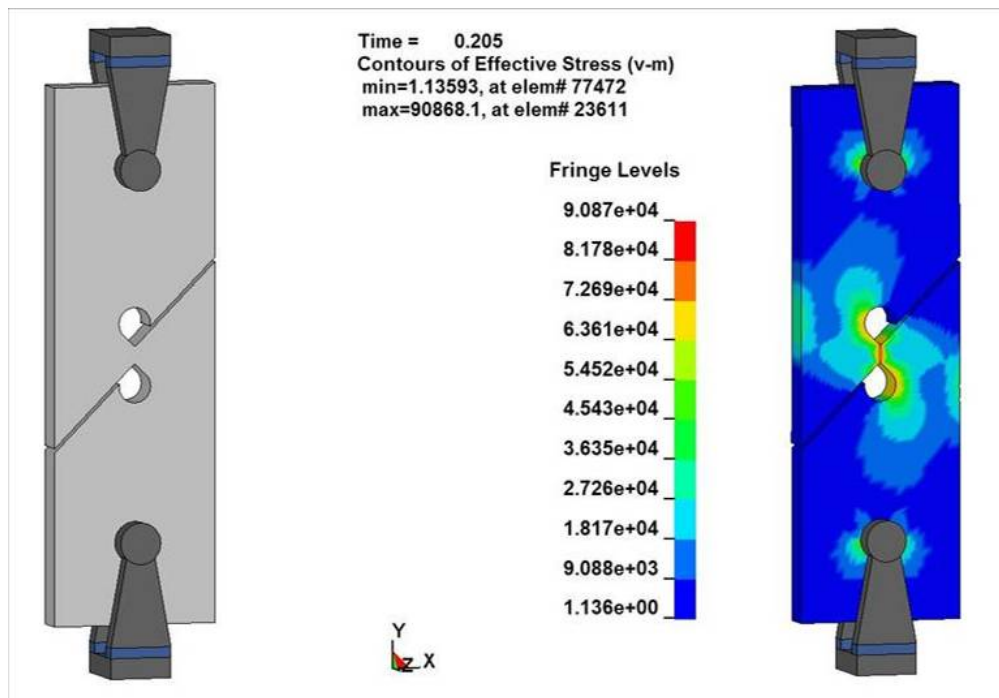 Time =     0.205
Contours of Effective Stress (v-m)
min=1.13593, at elem# 77472
max=90868.1, at elem# 23611
Fringe Levels
9.087e+04
8.178e+04
7.269e+04
6.361e+04
5.452e+04
4.543e+04
3.635e+04
2.726e+04
1.817e+04
9.088e+03
1.136e+00
Y
Z X